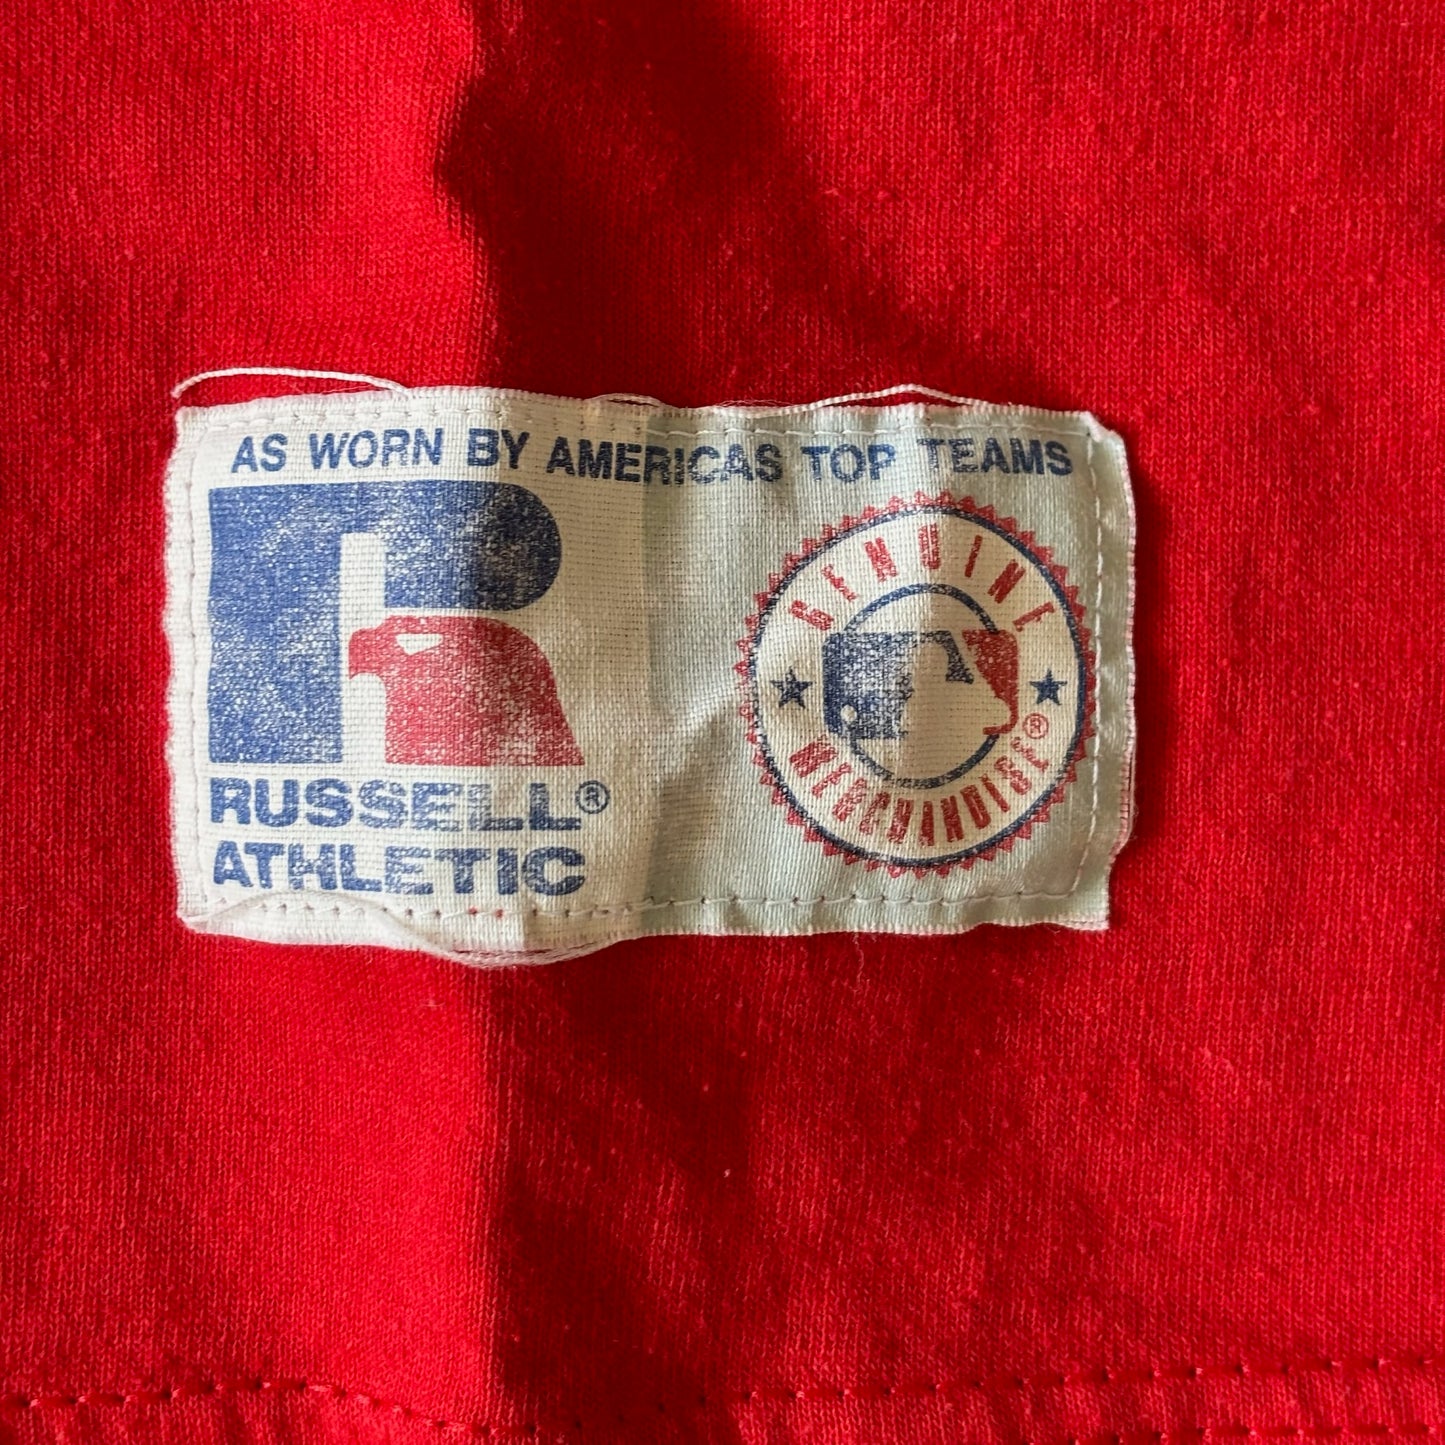 AS WORN BY AMERICAS TOP TEAMS
GENUINE
MERCHANDISE®
RUSSELL®
ATHLETIC